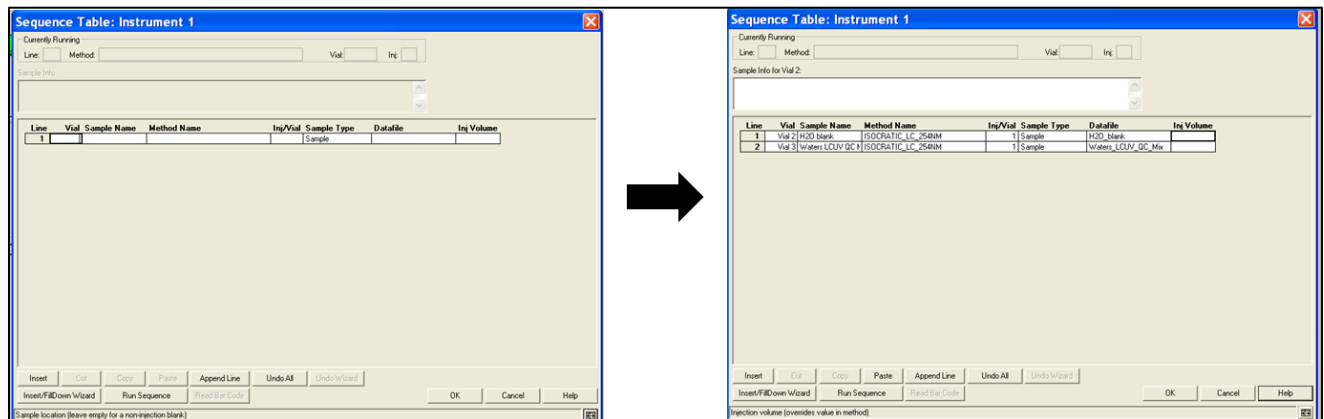 Sequence Table: Instrument 1
Currently Running
Line: Method: Vial: Inj:
Sample Info
Line Vial Sample Name Method Name Inj/Vial Sample Type Datafile Inj Volume
1 Sample
Insert Cut Copy Paste Append Line Undo All Undo Wizard
Insert/FillDown Wizard Run Sequence Read Bar Code OK Cancel Help
Sample location (leave empty for a non-injection blank)
Sequence Table: Instrument 1
Currently Running
Line: Method: Vial: Inj:
Sample Info for Vial 2:
Line Vial Sample Name Method Name Inj/Vial Sample Type Datafile Inj Volume
1 Vial 2 H2O blank ISOCRATIC_LC_254NM 1 Sample H2O_blank
2 Vial 3 Waters LCUV QC M ISOCRATIC_LC_254NM 1 Sample Waters_LCUV_QC_Mix
Insert Cut Copy Paste Append Line Undo All Undo Wizard
Insert/FillDown Wizard Run Sequence Read Bar Code OK Cancel Help
Injection volume (overrides value in method)